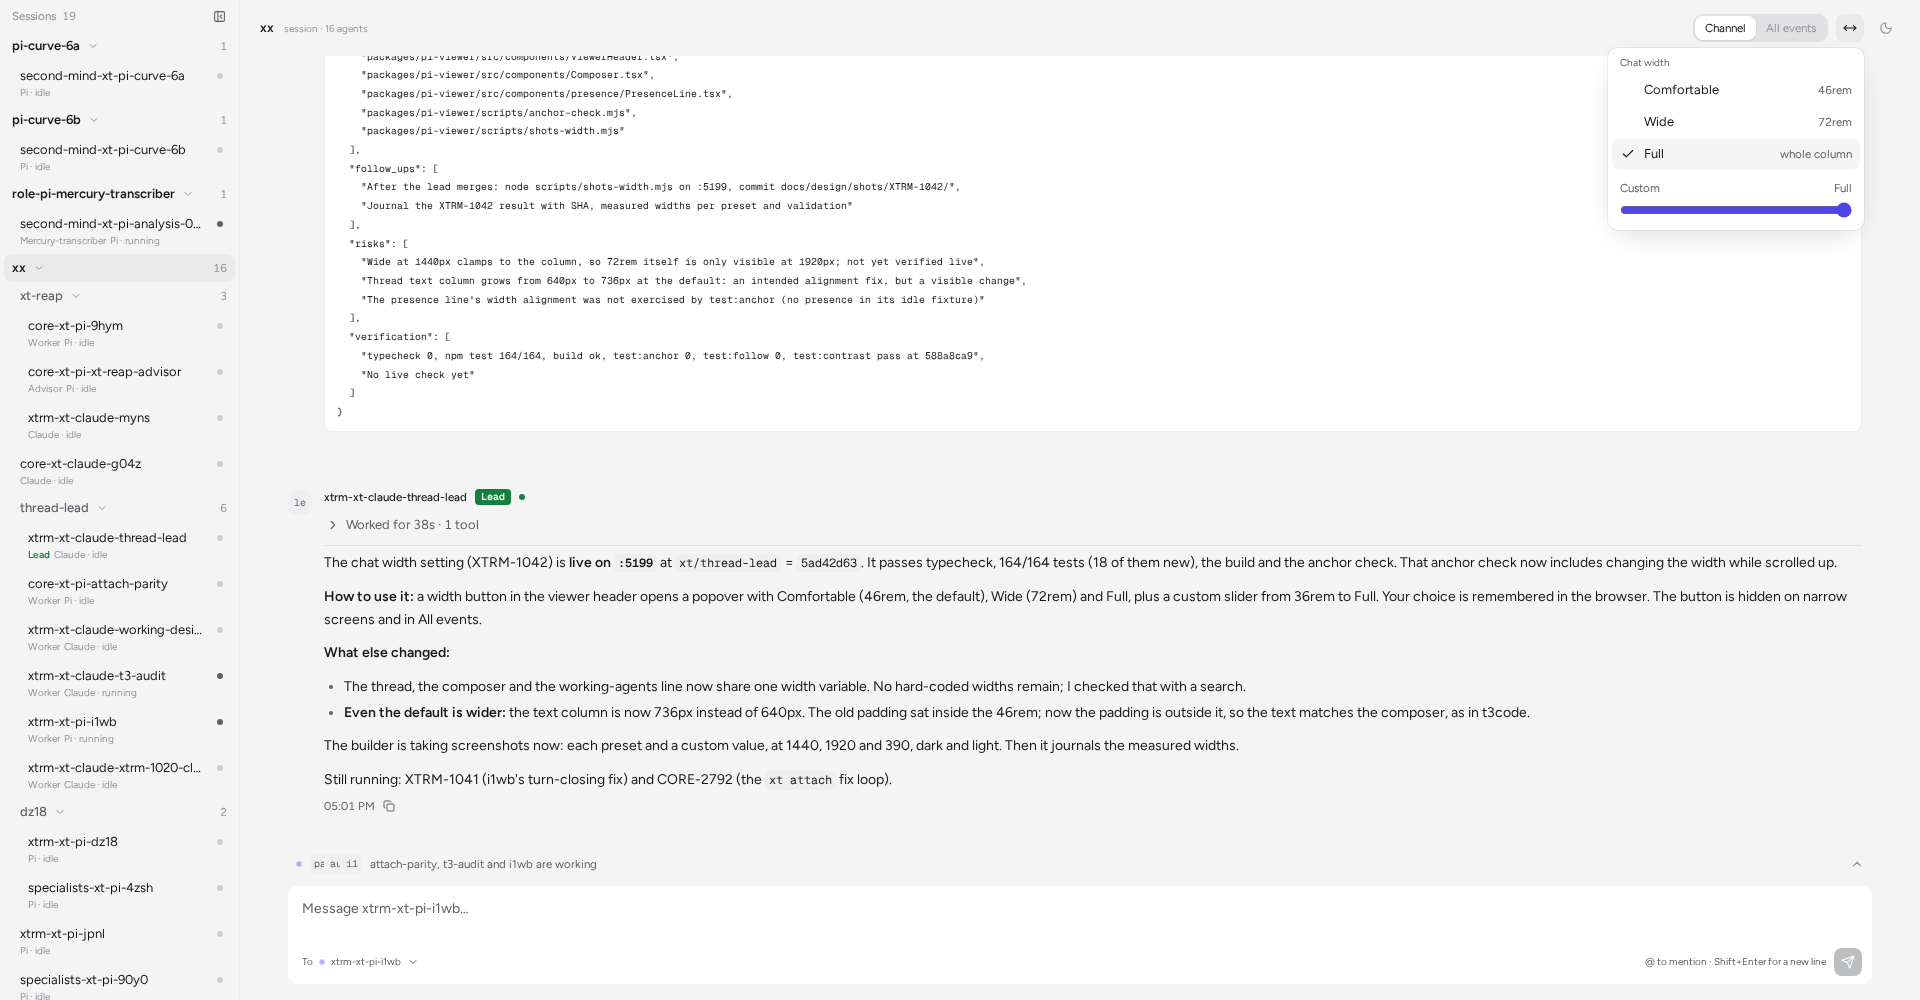 Sessions 19
pi-curve-6a 1
second-mind-xt-pi-curve-6a
Pi · idle
pi-curve-6b 1
second-mind-xt-pi-curve-6b
Pi · idle
role-pi-mercury-transcriber 1
second-mind-xt-pi-analysis-0...
Mercury-transcriber Pi · running
xx 16
xt-reap 3
core-xt-pi-9hym
Worker Pi · idle
core-xt-pi-xt-reap-advisor
Advisor Pi · idle
xtrm-xt-claude-myns
Claude · idle
core-xt-claude-g04z
Claude · idle
thread-lead 6
xtrm-xt-claude-thread-lead
Lead Claude · idle
core-xt-pi-attach-parity
Worker Pi · idle
xtrm-xt-claude-working-desi...
Worker Claude · idle
xtrm-xt-claude-t3-audit
Worker Claude · running
xtrm-xt-pi-i1wb
Worker Pi · running
xtrm-xt-claude-xtrm-1020-cl...
Worker Claude · idle
dz18 2
xtrm-xt-pi-dz18
Pi · idle
specialists-xt-pi-4zsh
Pi · idle
xtrm-xt-pi-jpnl
Pi · idle
specialists-xt-pi-90y0
Pi · idle
xx session · 16 agents
Channel All events
Chat width
Comfortable 46rem
Wide 72rem
Full whole column
Custom Full
"packages/pi-viewer/src/components/ViewerHeader.tsx",
"packages/pi-viewer/src/components/Composer.tsx",
"packages/pi-viewer/src/components/presence/PresenceLine.tsx",
"packages/pi-viewer/scripts/anchor-check.mjs",
"packages/pi-viewer/scripts/shots-width.mjs"
],
"follow_ups": [
"After the lead merges: node scripts/shots-width.mjs on :5199, commit docs/design/shots/XTRM-1042/",
"Journal the XTRM-1042 result with SHA, measured widths per preset and validation"
],
"risks": [
"Wide at 1440px clamps to the column, so 72rem itself is only visible at 1920px; not yet verified live",
"Thread text column grows from 640px to 736px at the default: an intended alignment fix, but a visible change",
"The presence line's width alignment was not exercised by test:anchor (no presence in its idle fixture)"
],
"verification": [
"typecheck 0, npm test 164/164, build ok, test:anchor 0, test:follow 0, test:contrast pass at 588a8ca9",
"No live check yet"
]
}
le xtrm-xt-claude-thread-lead Lead
Worked for 38s · 1 tool
The chat width setting (XTRM-1042) is live on :5199 at xt/thread-lead = 5ad42d63. It passes typecheck, 164/164 tests (18 of them new), the build and the anchor check. That anchor check now includes changing the width while scrolled up.
How to use it: a width button in the viewer header opens a popover with Comfortable (46rem, the default), Wide (72rem) and Full, plus a custom slider from 36rem to Full. Your choice is remembered in the browser. The button is hidden on narrow
screens and in All events.
What else changed:
• The thread, the composer and the working-agents line now share one width variable. No hard-coded widths remain; I checked that with a search.
• Even the default is wider: the text column is now 736px instead of 640px. The old padding sat inside the 46rem; now the padding is outside it, so the text matches the composer, as in t3code.
The builder is taking screenshots now: each preset and a custom value, at 1440, 1920 and 390, dark and light. Then it journals the measured widths.
Still running: XTRM-1041 (i1wb's turn-closing fix) and CORE-2792 (the xt attach fix loop).
05:01 PM
pa au i1 attach-parity, t3-audit and i1wb are working
Message xtrm-xt-pi-i1wb...
To xtrm-xt-pi-i1wb
@ to mention · Shift+Enter for a new line